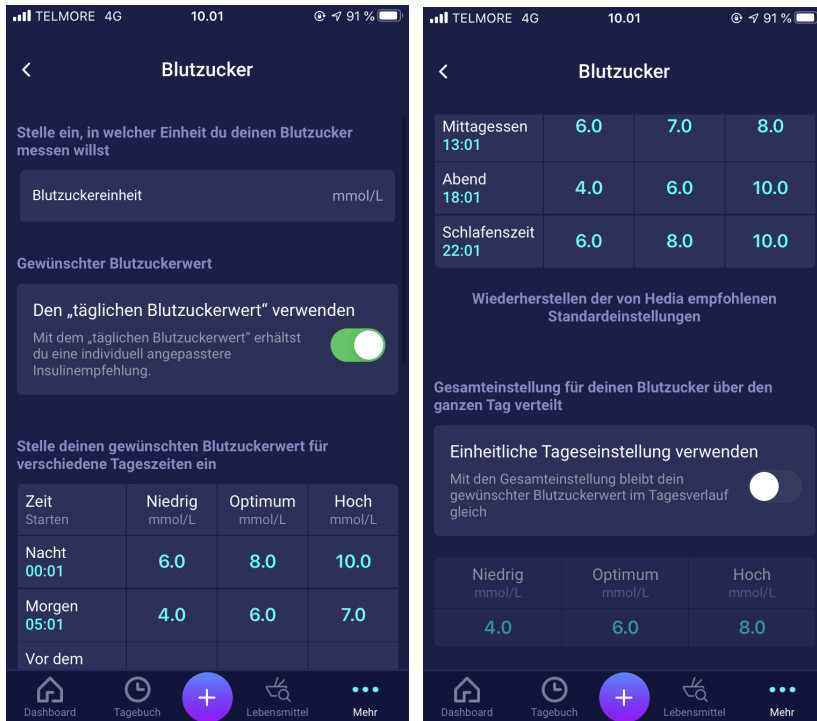 TELMORE 4G 10.01 91 %
Blutzucker
Stelle ein, in welcher Einheit du deinen Blutzucker
messen willst
Blutzuckereinheit mmol/L
Gewünschter Blutzuckerwert
Den „täglichen Blutzuckerwert“ verwenden
Mit dem „täglichen Blutzuckerwert“ erhältst
du eine individuell angepasstere
Insulinempfehlung.
Stelle deinen gewünschten Blutzuckerwert für
verschiedene Tageszeiten ein
Zeit Niedrig Optimum Hoch
Starten mmol/L mmol/L mmol/L
Nacht
00:01 6.0 8.0 10.0
Morgen
05:01 4.0 6.0 7.0
Vor dem
Dashboard Tagebuch + Lebensmittel Mehr
TELMORE 4G 10.01 91 %
Blutzucker
Mittagessen
13:01 6.0 7.0 8.0
Abend
18:01 4.0 6.0 10.0
Schlafenszeit
22:01 6.0 8.0 10.0
Wiederherstellen der von Hedia empfohlenen
Standardeinstellungen
Gesamteinstellung für deinen Blutzucker über den
ganzen Tag verteilt
Einheitliche Tageseinstellung verwenden
Mit den Gesamteinstellung bleibt dein
gewünschter Blutzuckerwert im Tagesverlauf
gleich
Niedrig Optimum Hoch
mmol/L mmol/L mmol/L
4.0 6.0 8.0
Dashboard Tagebuch + Lebensmittel Mehr